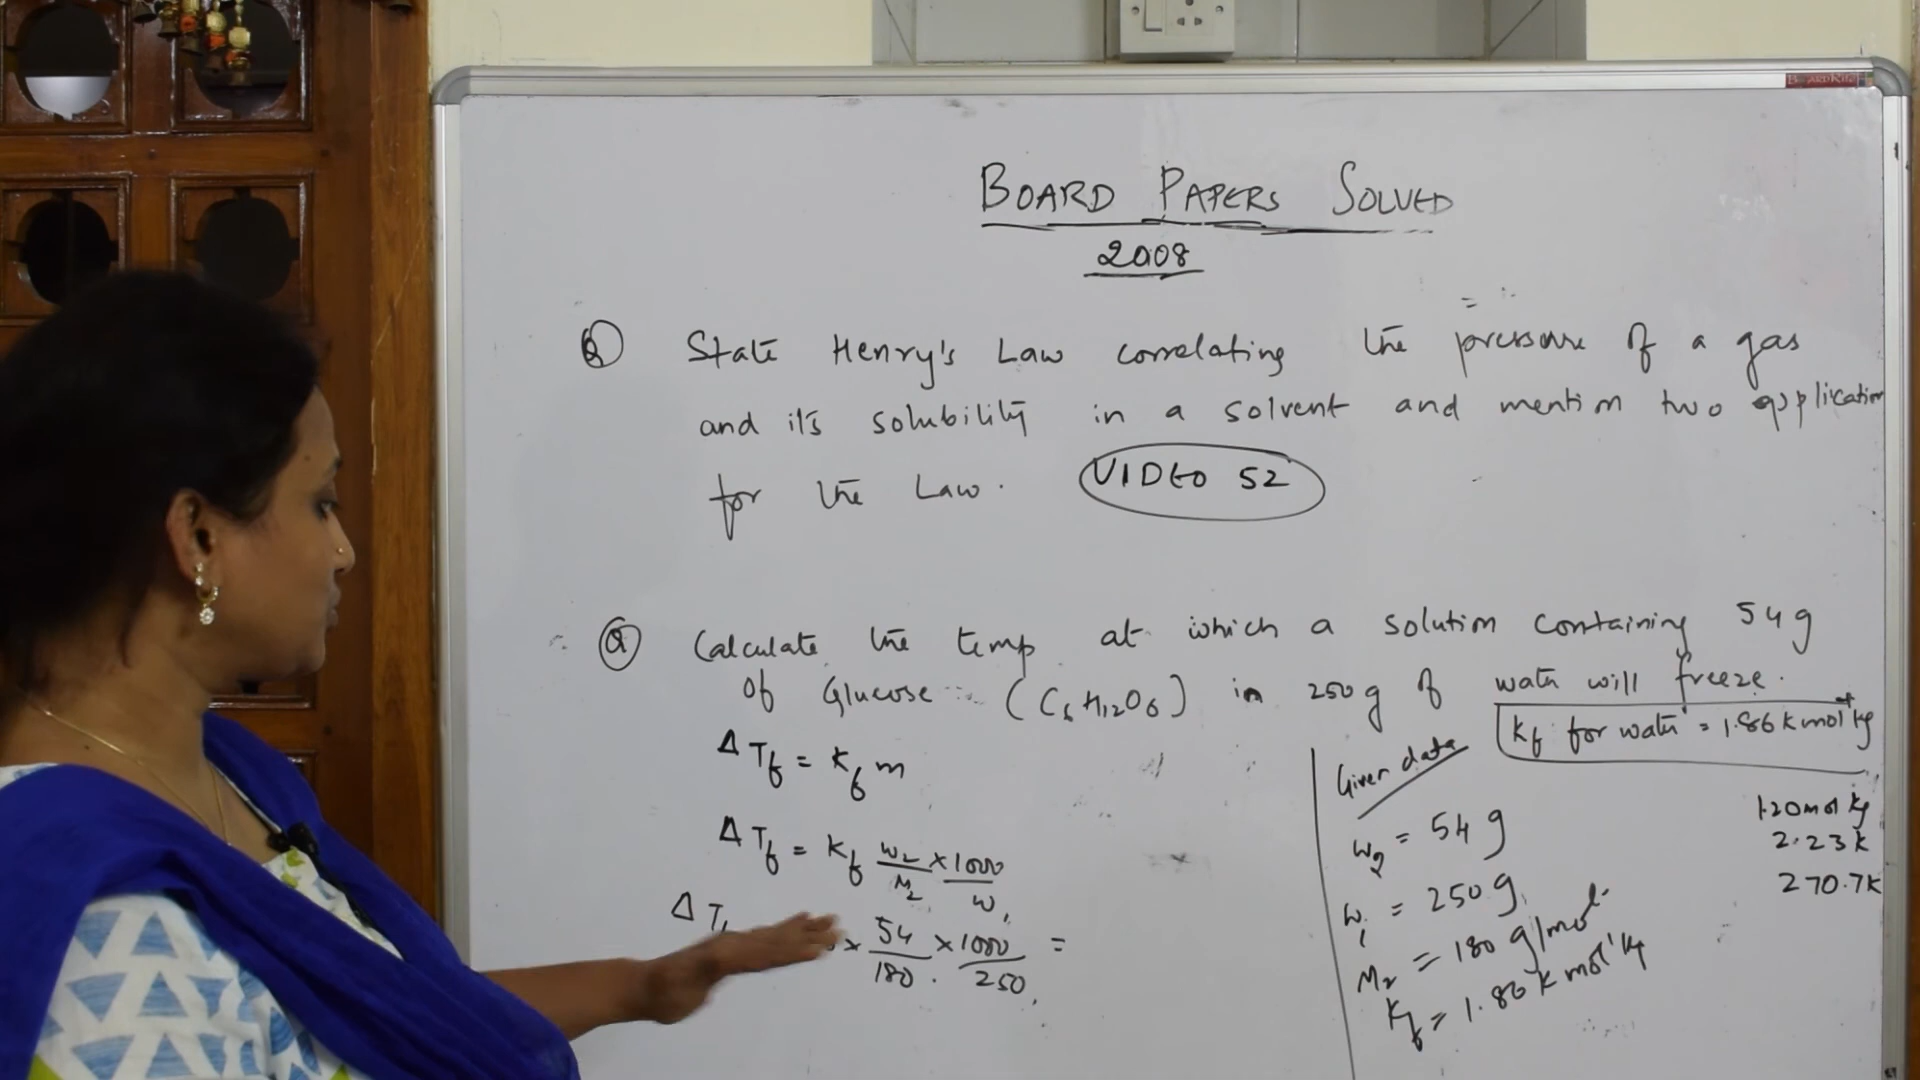 BOARD PAPERS SOLVED
2008
Q State Henry's Law correlating the pressure of a gas
and it's solubility in a solvent and mention two application
for the Law. VIDEO 52
Q Calculate the temp at which a solution containing 54g
of Glucose (C6H12O6) in 250g of water will freeze.
Kf for water = 1.86 K mol⁻¹ kg
ΔTf = Kf m
ΔTf = Kf W2/M2 × 1000/W1
ΔTf × 54/180 × 1000/250 =
Given data
W2 = 54 g
W1 = 250 g
M2 = 180 g/mol
Kf = 1.86 K mol⁻¹ kg
1.20 mol kg
2.23 K
270.7K